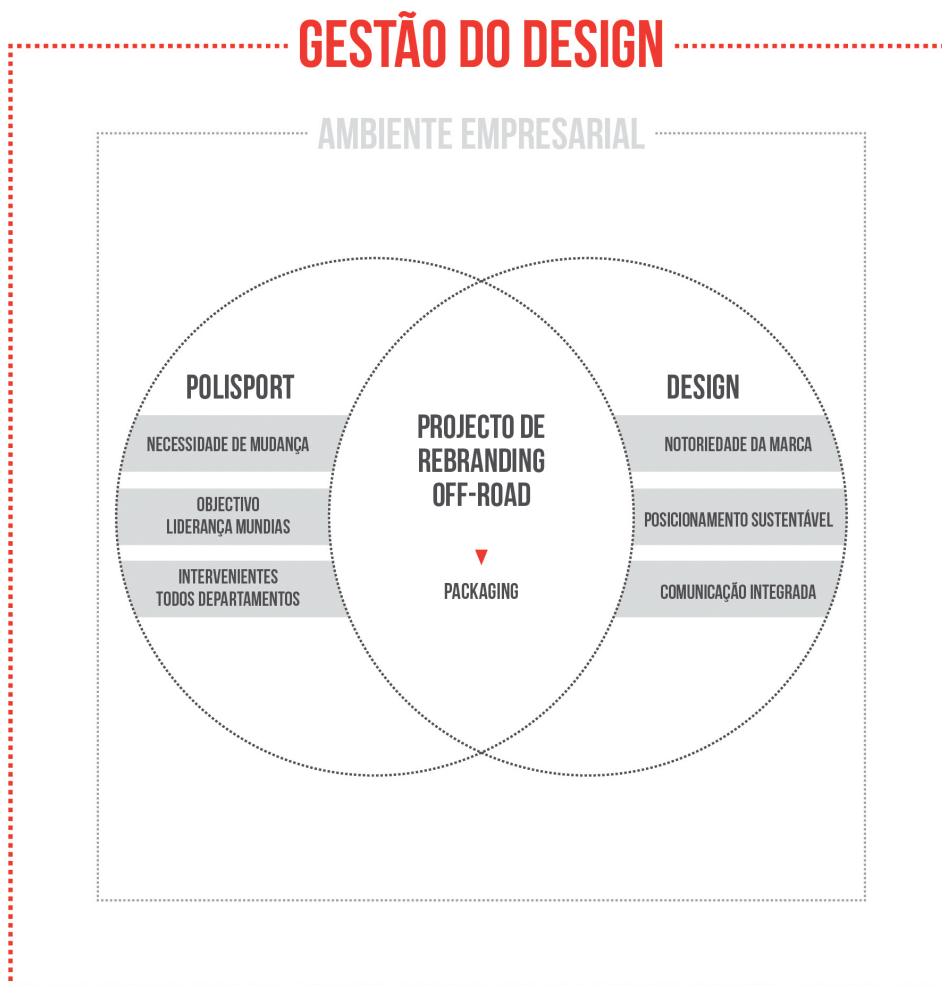 GESTÃO DO DESIGN
AMBIENTE EMPRESARIAL
POLISPORT
NECESSIDADE DE MUDANÇA
OBJECTIVO
LIDERANÇA MUNDIAS
INTERVENIENTES
TODOS DEPARTAMENTOS
PROJECTO DE
REBRANDING
OFF-ROAD
PACKAGING
DESIGN
NOTORIEDADE DA MARCA
POSICIONAMENTO SUSTENTÁVEL
COMUNICAÇÃO INTEGRADA